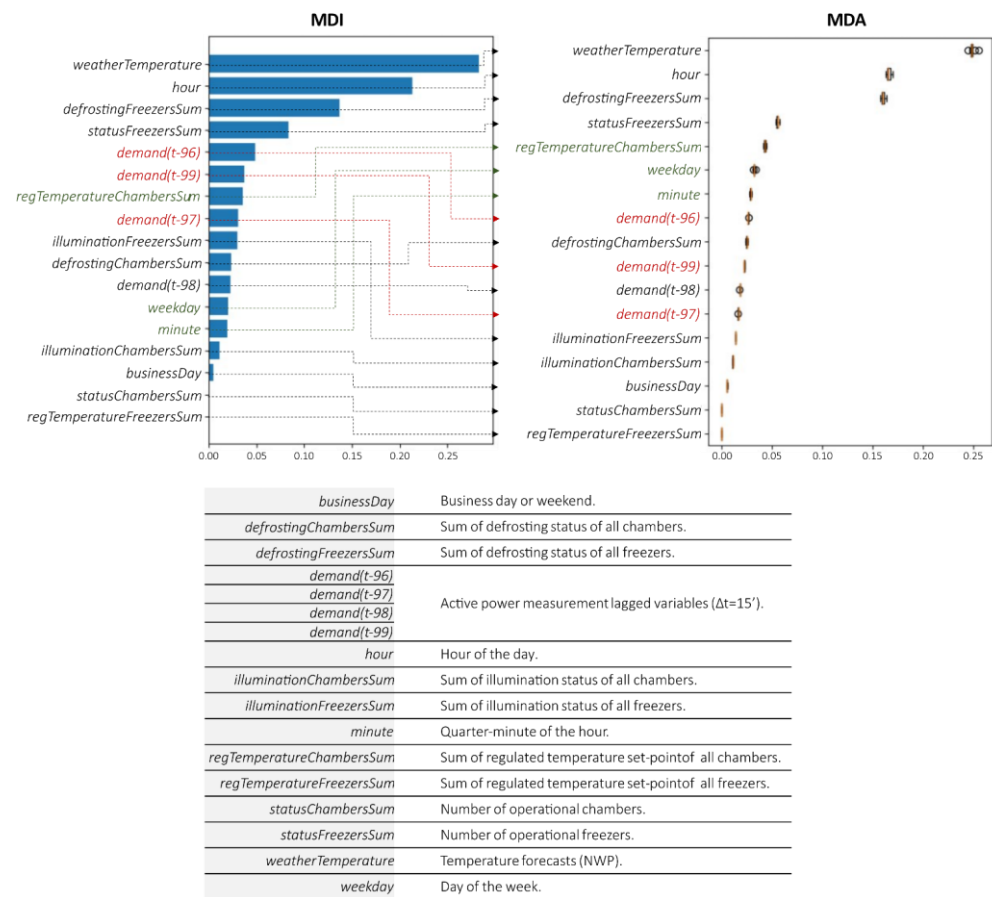 MDI
weatherTemperature
hour
defrostingFreezersSum
statusFreezersSum
demand(t-96)
demand(t-99)
regTemperatureChambersSum
demand(t-97)
illuminationFreezersSum
defrostingChambersSum
demand(t-98)
weekday
minute
illuminationChambersSum
businessDay
statusChambersSum
regTemperatureFreezersSum
0.00 0.05 0.10 0.15 0.20 0.25
MDA
weatherTemperature
hour
defrostingFreezersSum
statusFreezersSum
regTemperatureChambersSum
weekday
minute
demand(t-96)
defrostingChambersSum
demand(t-99)
demand(t-98)
demand(t-97)
illuminationFreezersSum
illuminationChambersSum
businessDay
statusChambersSum
regTemperatureFreezersSum
0.00 0.05 0.10 0.15 0.20 0.25
businessDay Business day or weekend.
defrostingChambersSum Sum of defrosting status of all chambers.
defrostingFreezersSum Sum of defrosting status of all freezers.
demand(t-96)
demand(t-97)
Active power measurement lagged variables (Δt=15′).
demand(t-98)
demand(t-99)
hour Hour of the day.
illuminationChambersSum Sum of illumination status of all chambers.
illuminationFreezersSum Sum of illumination status of all freezers.
minute Quarter-minute of the hour.
regTemperatureChambersSum Sum of regulated temperature set-pointof all chambers.
regTemperatureFreezersSum Sum of regulated temperature set-pointof all freezers.
statusChambersSum Number of operational chambers.
statusFreezersSum Number of operational freezers.
weatherTemperature Temperature forecasts (NWP).
weekday Day of the week.